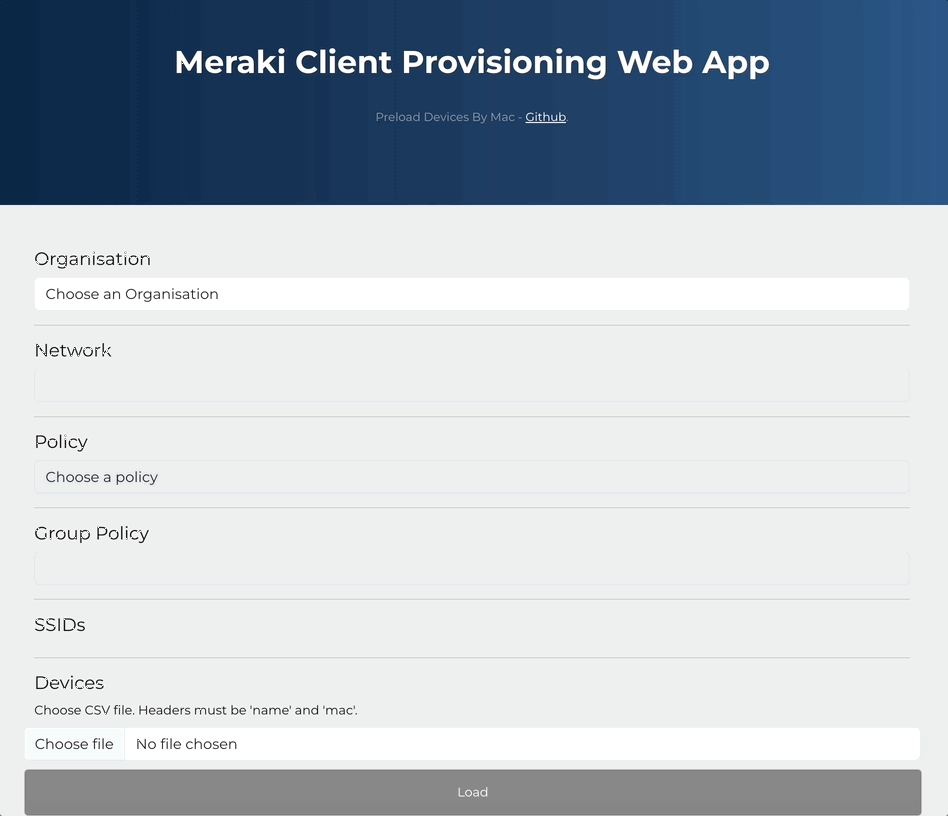 Meraki Client Provisioning Web App
Preload Devices By Mac - Github.
Organisation
Choose an Organisation
Network
Policy
Choose a policy
Group Policy
SSIDs
Devices
Choose CSV file. Headers must be 'name' and 'mac'.
Choose file No file chosen
Load